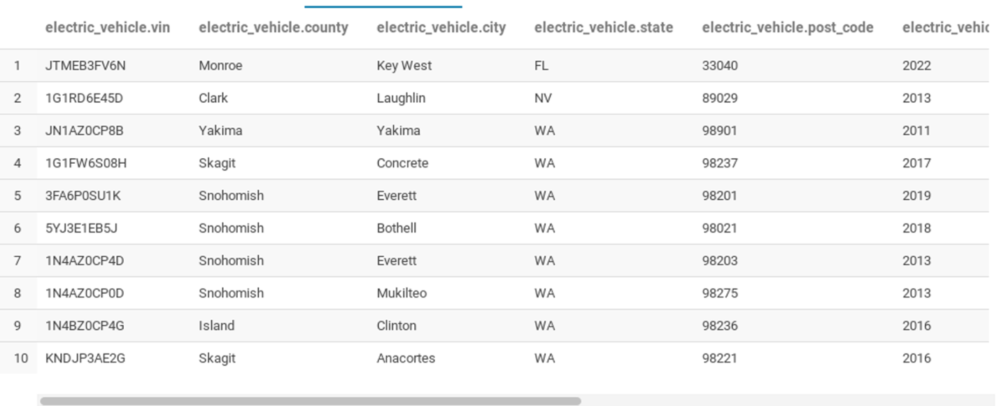 electric_vehicle.vin electric_vehicle.county electric_vehicle.city electric_vehicle.state electric_vehicle.post_code electric_vehic
1 JTMEB3FV6N Monroe Key West FL 33040 2022
2 1G1RD6E45D Clark Laughlin NV 89029 2013
3 JN1AZ0CP8B Yakima Yakima WA 98901 2011
4 1G1FW6S08H Skagit Concrete WA 98237 2017
5 3FA6P0SU1K Snohomish Everett WA 98201 2019
6 5YJ3E1EB5J Snohomish Bothell WA 98021 2018
7 1N4AZ0CP4D Snohomish Everett WA 98203 2013
8 1N4AZ0CP0D Snohomish Mukilteo WA 98275 2013
9 1N4BZ0CP4G Island Clinton WA 98236 2016
10 KNDJP3AE2G Skagit Anacortes WA 98221 2016